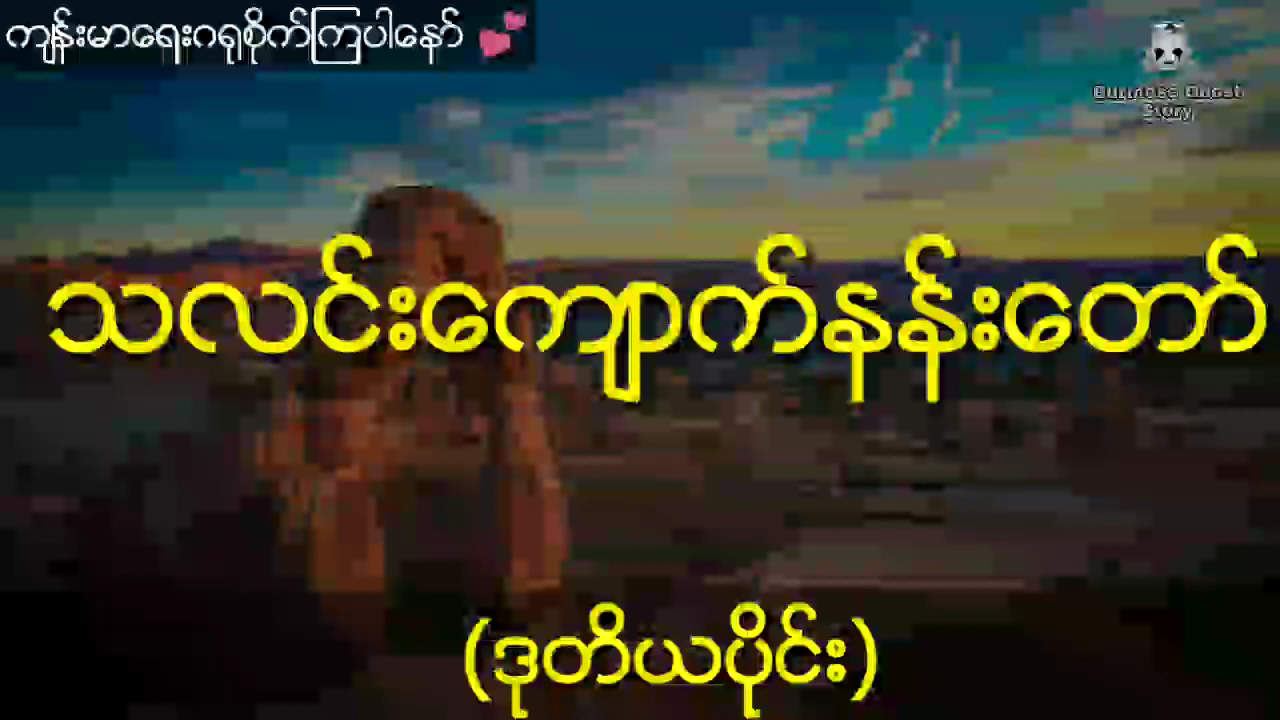 ကျန်းမာရေးဂရုစိုက်ကြပါနော် 💕
Story
သလင်းကျောက်နန်းတော်
(ဒုတိယပိုင်း)